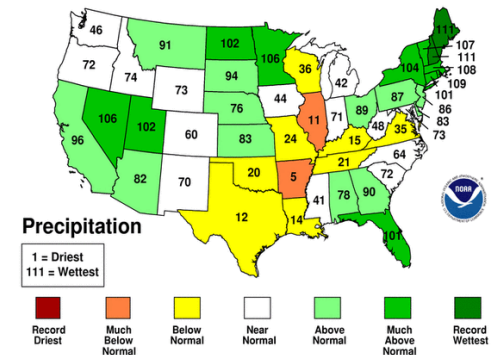 46
91
102
106
36
42
111
107
111
108
109
101
86
83
73
72
74
73
94
76
44
11
71
89
48
87
104
35
96
106
102
60
83
24
15
21
64
72
82
70
20
5
12
14
41
78
90
101
NOAA
Precipitation
1 = Driest
111 = Wettest
Record
Driest
Much
Below
Normal
Below
Normal
Near
Normal
Above
Normal
Much
Above
Normal
Record
Wettest